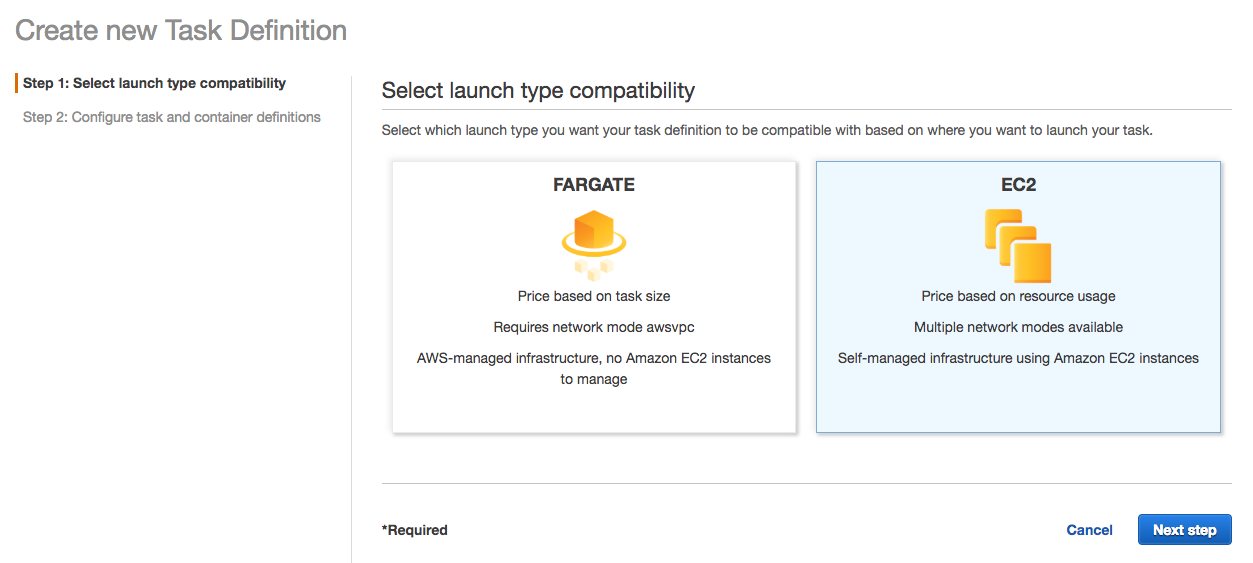 Create new Task Definition
Step 1: Select launch type compatibility
Step 2: Configure task and container definitions
Select launch type compatibility
Select which launch type you want your task definition to be compatible with based on where you want to launch your task.
FARGATE
Price based on task size
Requires network mode awsvpc
AWS-managed infrastructure, no Amazon EC2 instances
to manage
EC2
Price based on resource usage
Multiple network modes available
Self-managed infrastructure using Amazon EC2 instances
*Required
Cancel
Next step